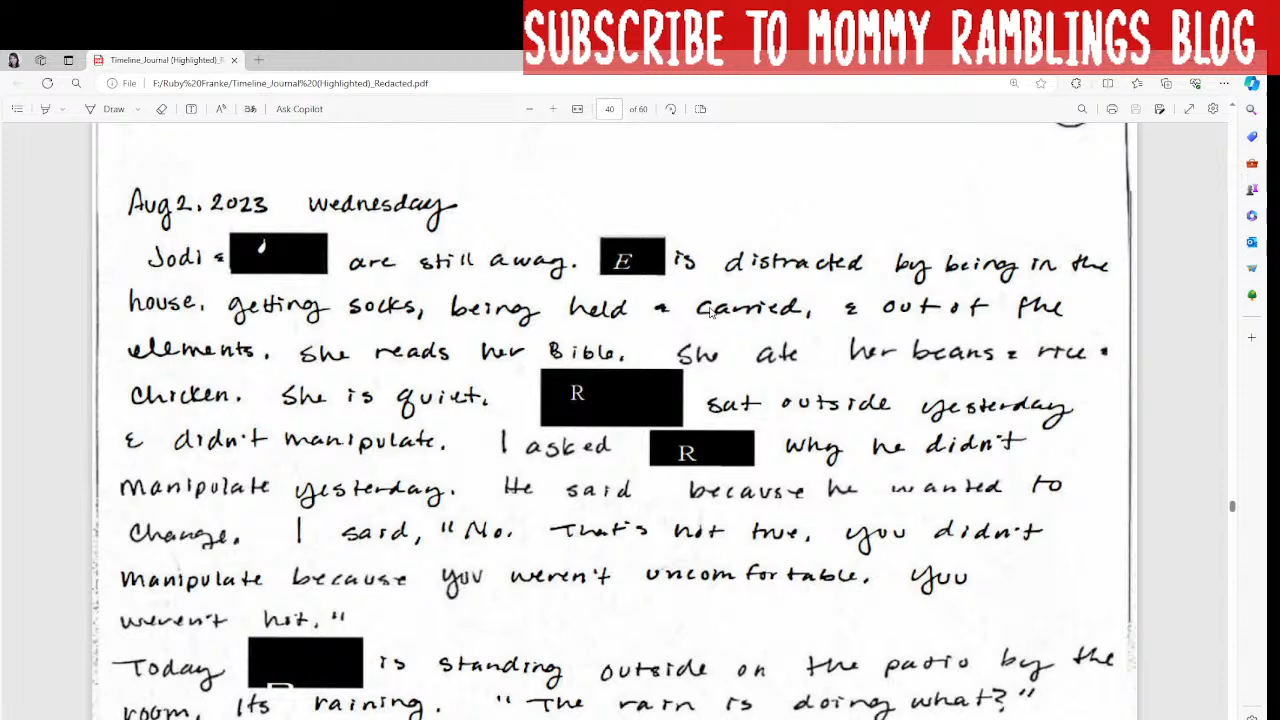 SUBSCRIBE TO MOMMY RAMBLINGS BLOG
Timeline_Journal (Highlighted)_R
File F:/Ruby%20Franke/Timeline_Journal%20(Highlighted)_Redacted.pdf
Draw Ask Copilot 40 of 60
Aug 2, 2023 Wednesday
Jodi & are still away. E is distracted by being in the
house, getting socks, being held & carried, & out of the
elements. She reads her Bible. She ate her beans & rice &
chicken. She is quiet. R sat outside yesterday
& didn't manipulate. I asked R why he didn't
manipulate yesterday. He said because he wanted to
change. I said, "No. That's not true, you didn't
manipulate because you weren't uncomfortable. You
weren't hot."
Today is standing outside on the patio by the
room. Its raining. "The rain is doing what?"